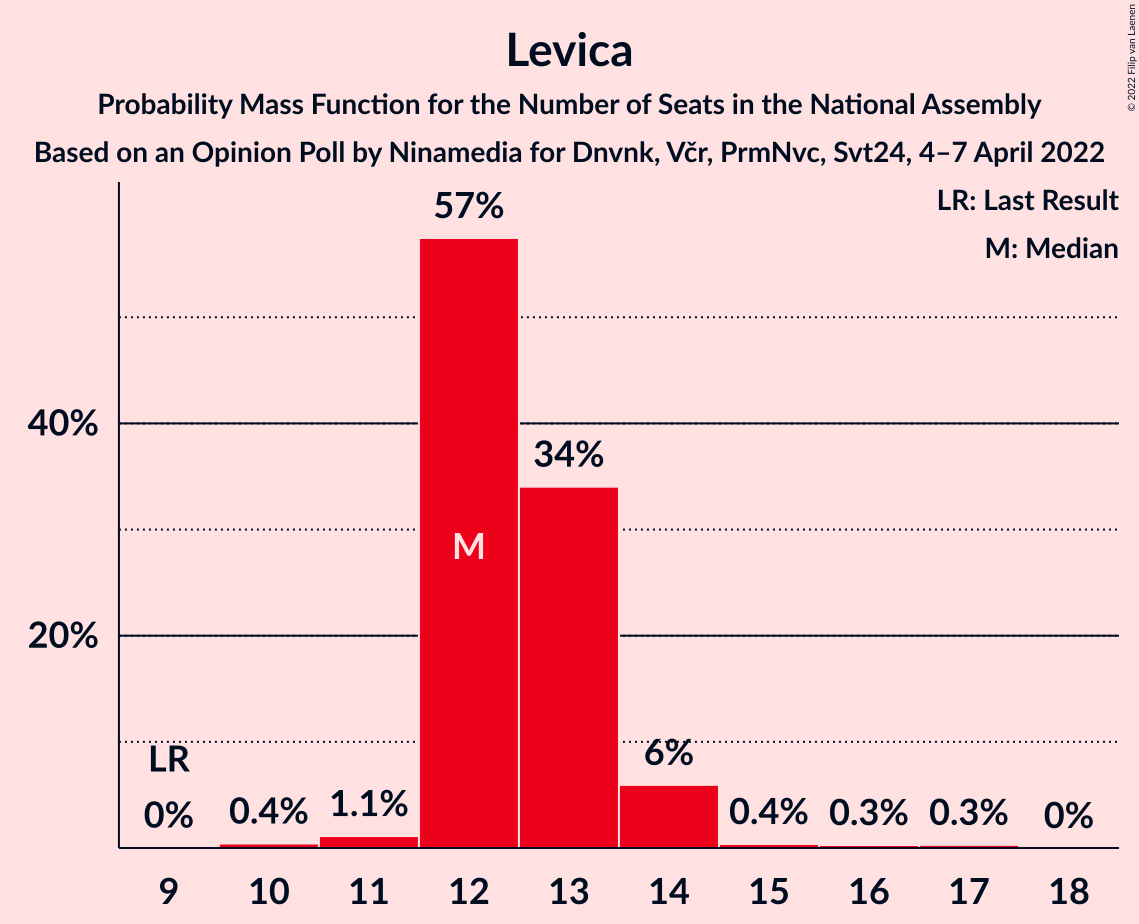 Levica
Probability Mass Function for the Number of Seats in the National Assembly
Based on an Opinion Poll by Ninamedia for Dnvnk, Včr, PrmNvc, Svt24, 4–7 April 2022
© 2022 Filip van Laenen
LR: Last Result
M: Median
57%
40%
34%
M
20%
LR
6%
0% 0.4% 1.1% 0.4% 0.3% 0.3% 0%
9 10 11 12 13 14 15 16 17 18